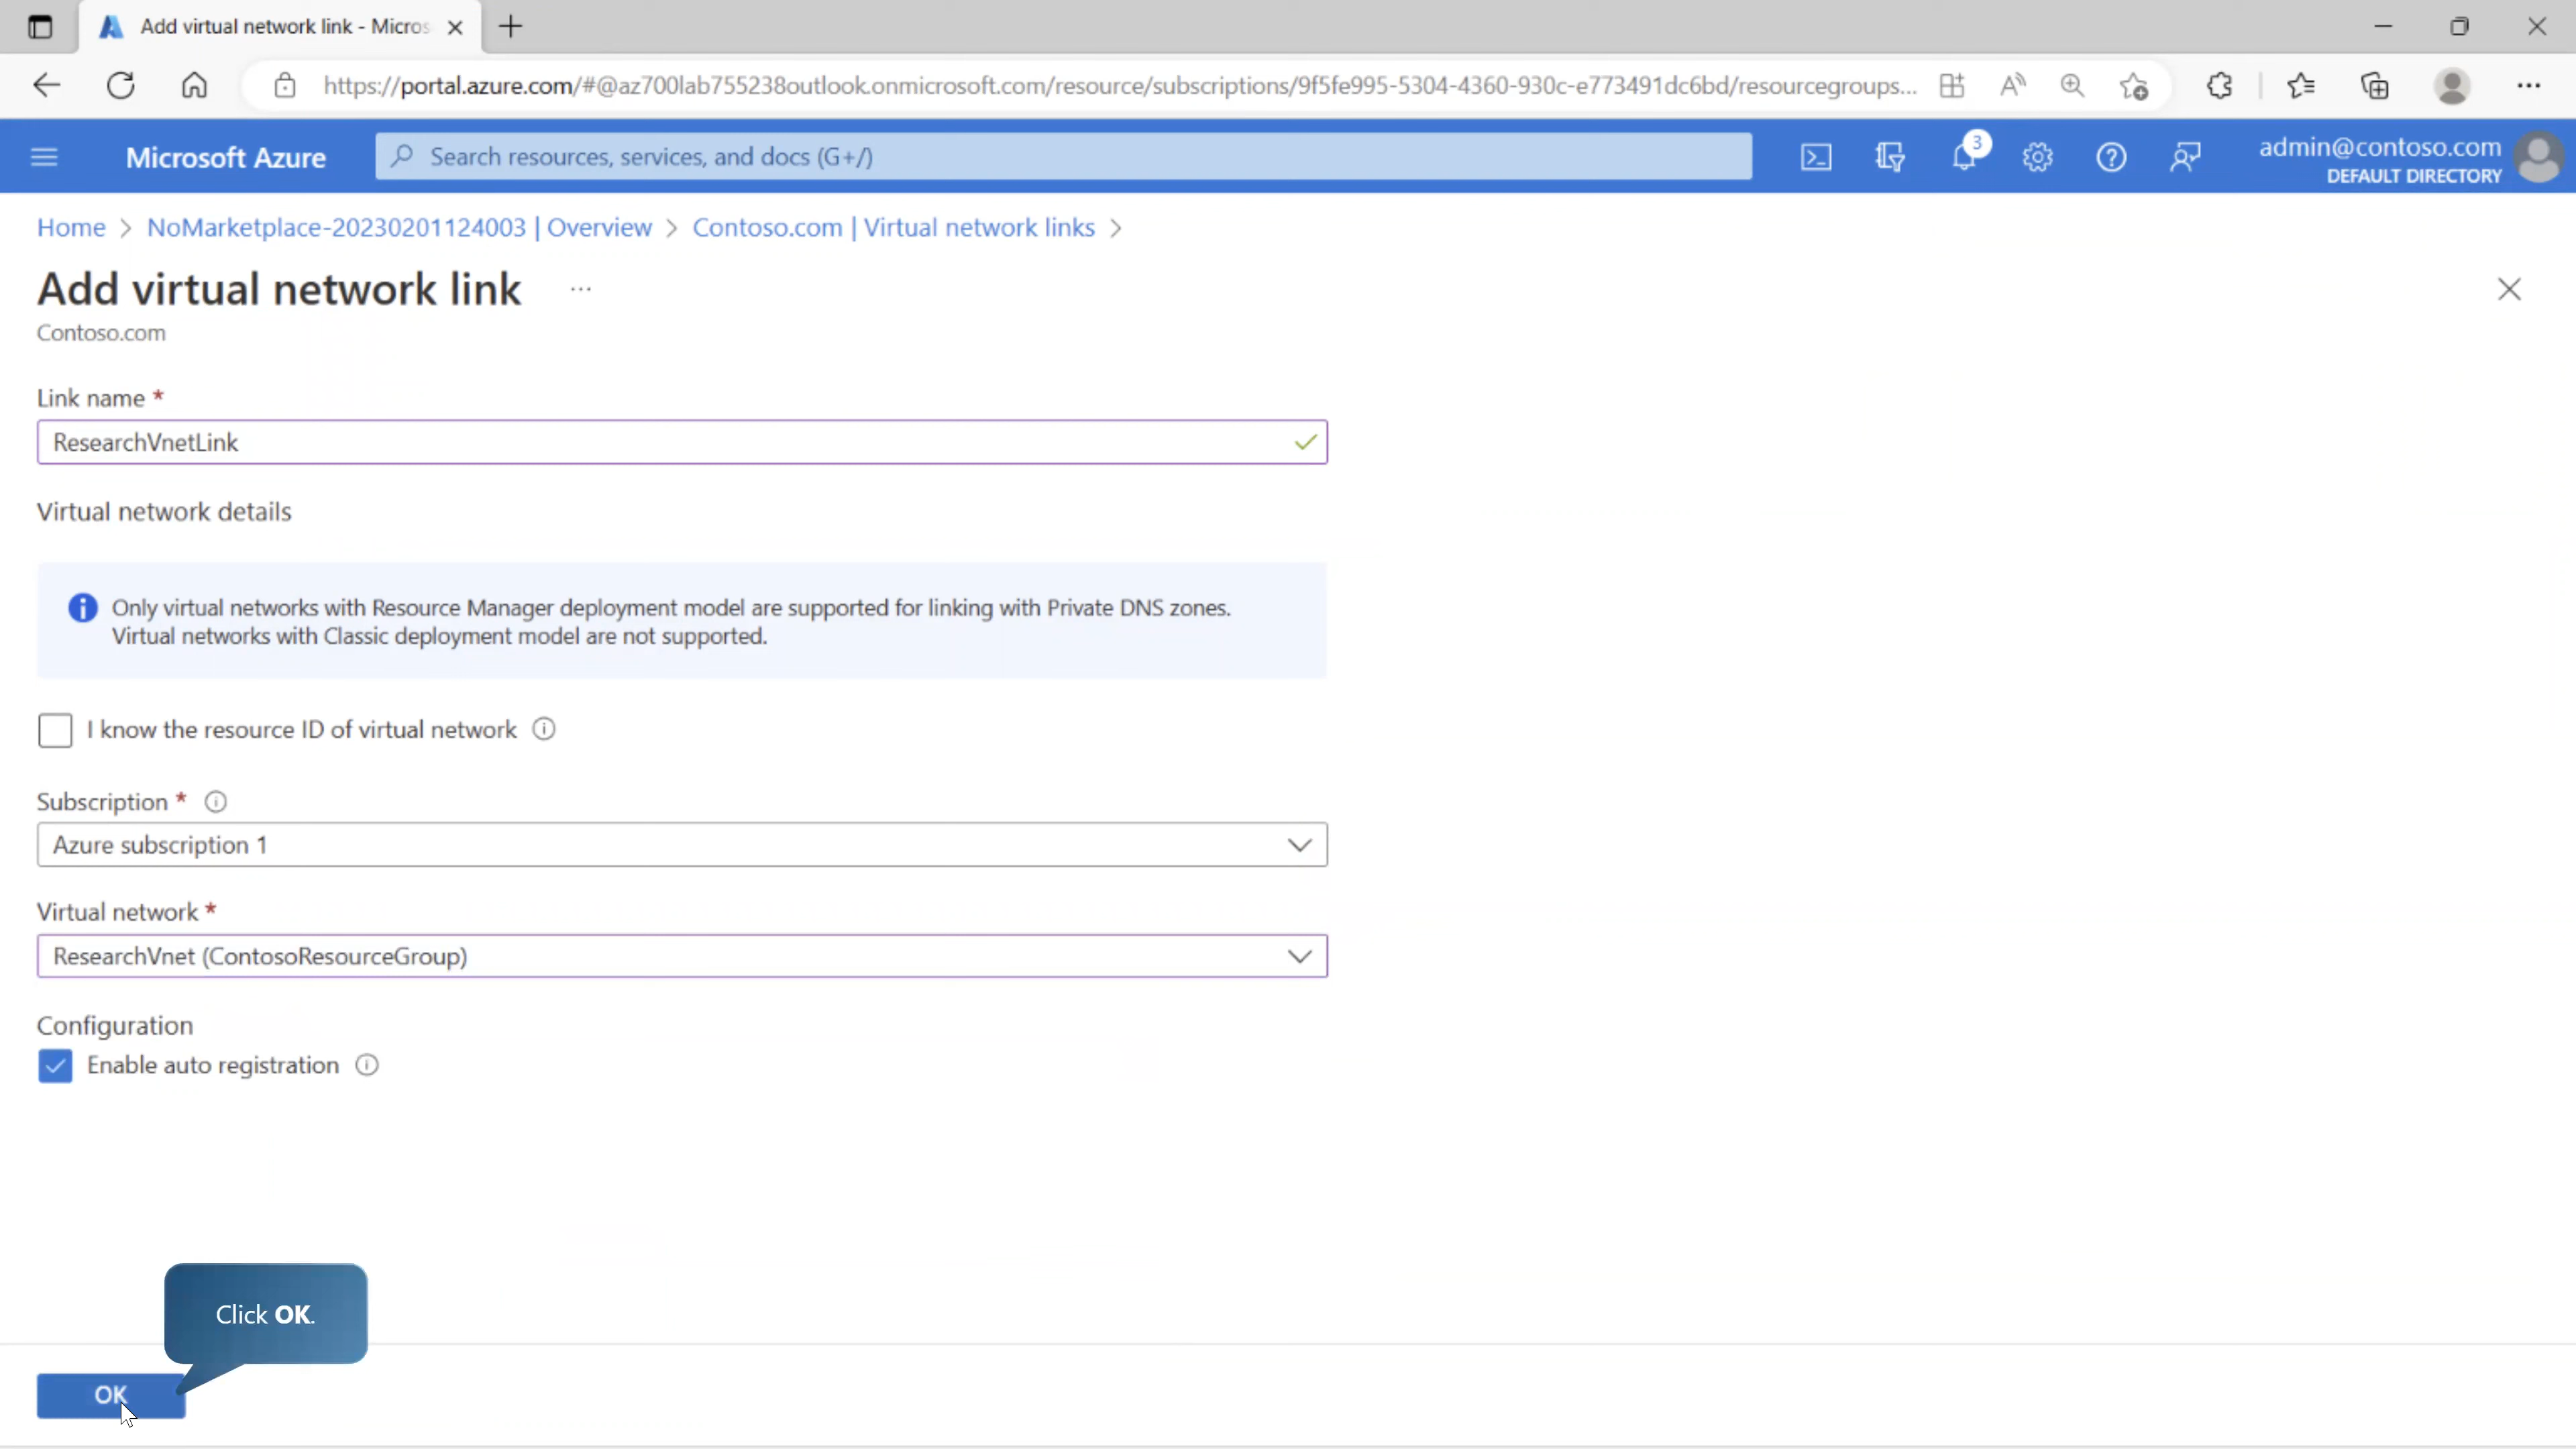 Add virtual network link - Micros
https://portal.azure.com/#@az700lab755238outlook.onmicrosoft.com/resource/subscriptions/9f5fe995-5304-4360-930c-e773491dc6bd/resourcegroups...
Microsoft Azure
Search resources, services, and docs (G+/)
3
admin@contoso.com
DEFAULT DIRECTORY
Home > NoMarketplace-20230201124003 | Overview > Contoso.com | Virtual network links >
Add virtual network link ...
Contoso.com
Link name *
ResearchVnetLink
Virtual network details
Only virtual networks with Resource Manager deployment model are supported for linking with Private DNS zones.
Virtual networks with Classic deployment model are not supported.
I know the resource ID of virtual network
Subscription *
Azure subscription 1
Virtual network *
ResearchVnet (ContosoResourceGroup)
Configuration
Enable auto registration
Click OK.
OK